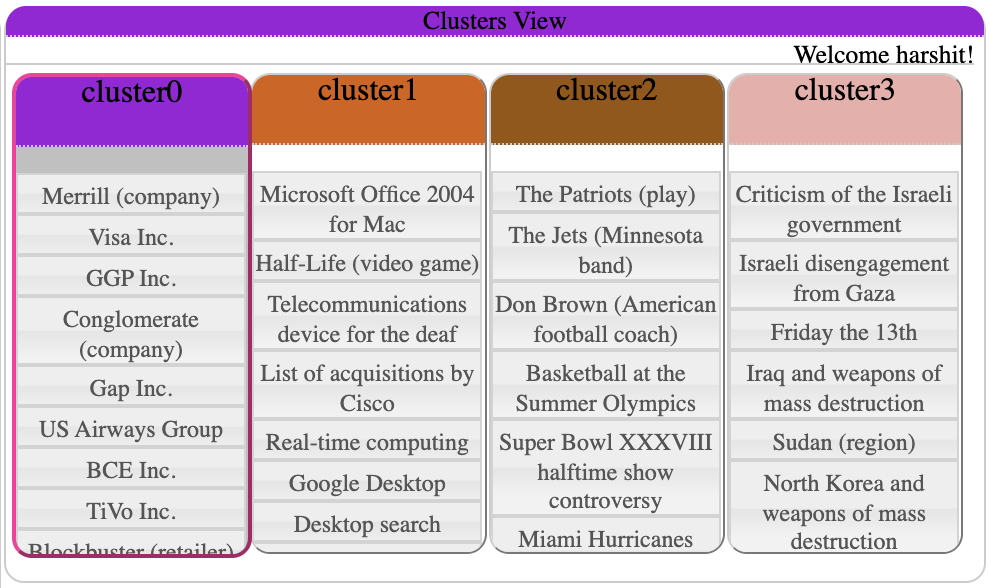 Clusters View
Welcome harshit!
cluster0
Merrill (company)
Visa Inc.
GGP Inc.
Conglomerate
(company)
Gap Inc.
US Airways Group
BCE Inc.
TiVo Inc.
Blockbuster (retailer)
cluster1
Microsoft Office 2004
for Mac
Half-Life (video game)
Telecommunications
device for the deaf
List of acquisitions by
Cisco
Real-time computing
Google Desktop
Desktop search
cluster2
The Patriots (play)
The Jets (Minnesota
band)
Don Brown (American
football coach)
Basketball at the
Summer Olympics
Super Bowl XXXVIII
halftime show
controversy
Miami Hurricanes
cluster3
Criticism of the Israeli
government
Israeli disengagement
from Gaza
Friday the 13th
Iraq and weapons of
mass destruction
Sudan (region)
North Korea and
weapons of mass
destruction